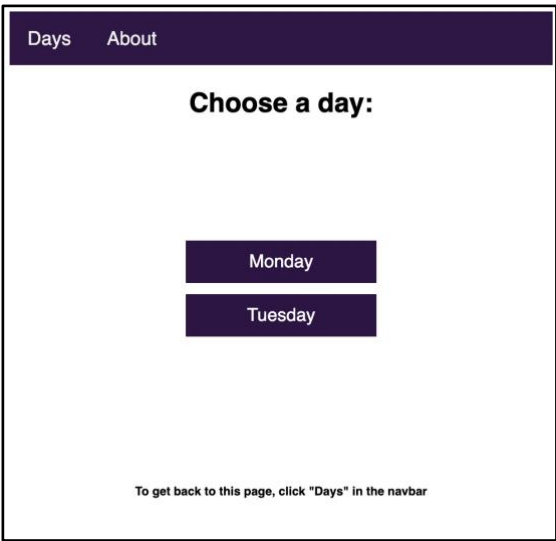 Days About
Choose a day:
Monday
Tuesday
To get back to this page, click "Days" in the navbar